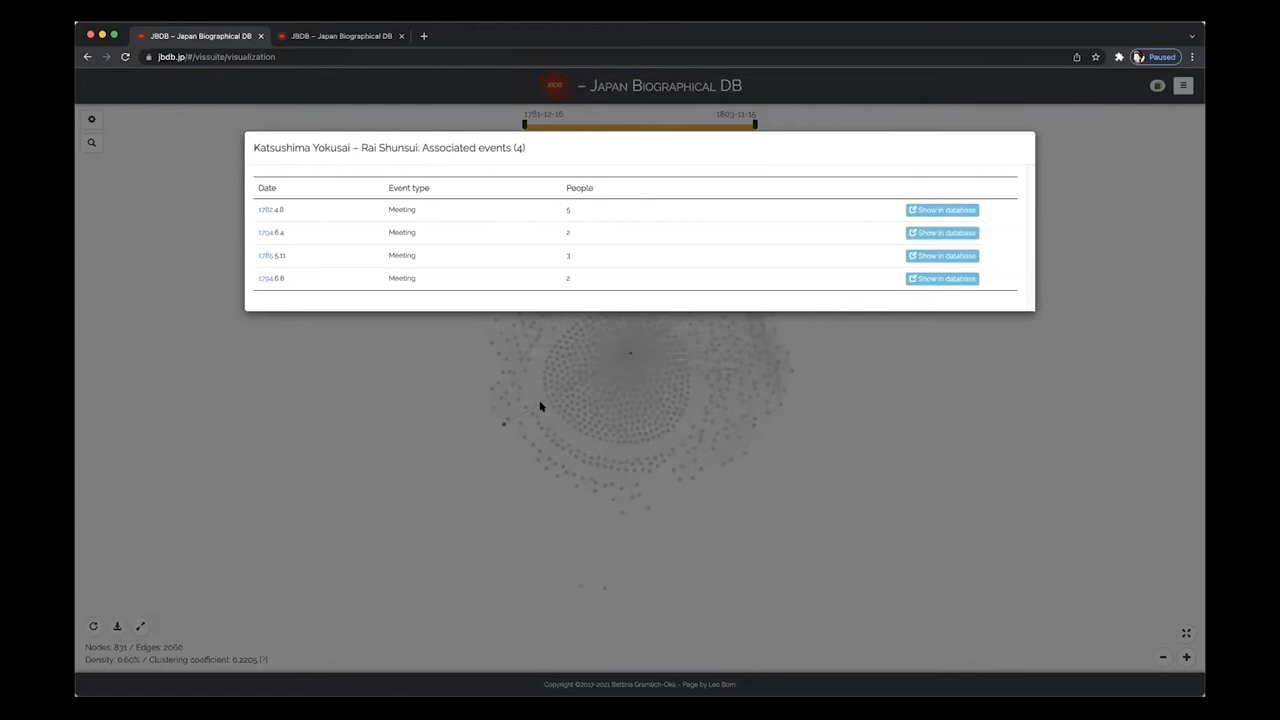 JBDB – Japan Biographical DB
JBDB – Japan Biographical DB
jbdb.jp/#/vissuite/visualization
Paused
JBDB – Japan Biographical DB
1781-12-16
1803-11-15
Katsushima Yokusai – Rai Shunsui: Associated events (4)
Date Event type People
1782.4.8 Meeting 5 Show in database
1794.6.4 Meeting 2 Show in database
1785.5.11 Meeting 3 Show in database
1794.6.8 Meeting 2 Show in database
Nodes: 831 / Edges: 2060
Density: 0.60% / Clustering coefficient: 0.2205 [?]
Copyright ©2017-2021 Bettina Gramlich-Oka – Page by Leo Born